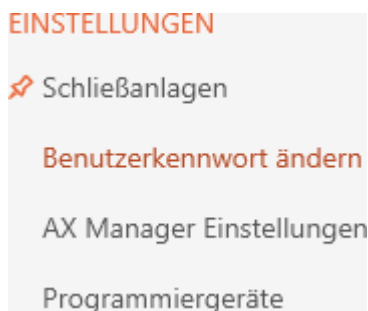 EINSTELLUNGEN
Schließanlagen
Benutzerkennwort ändern
AX Manager Einstellungen
Programmiergeräte